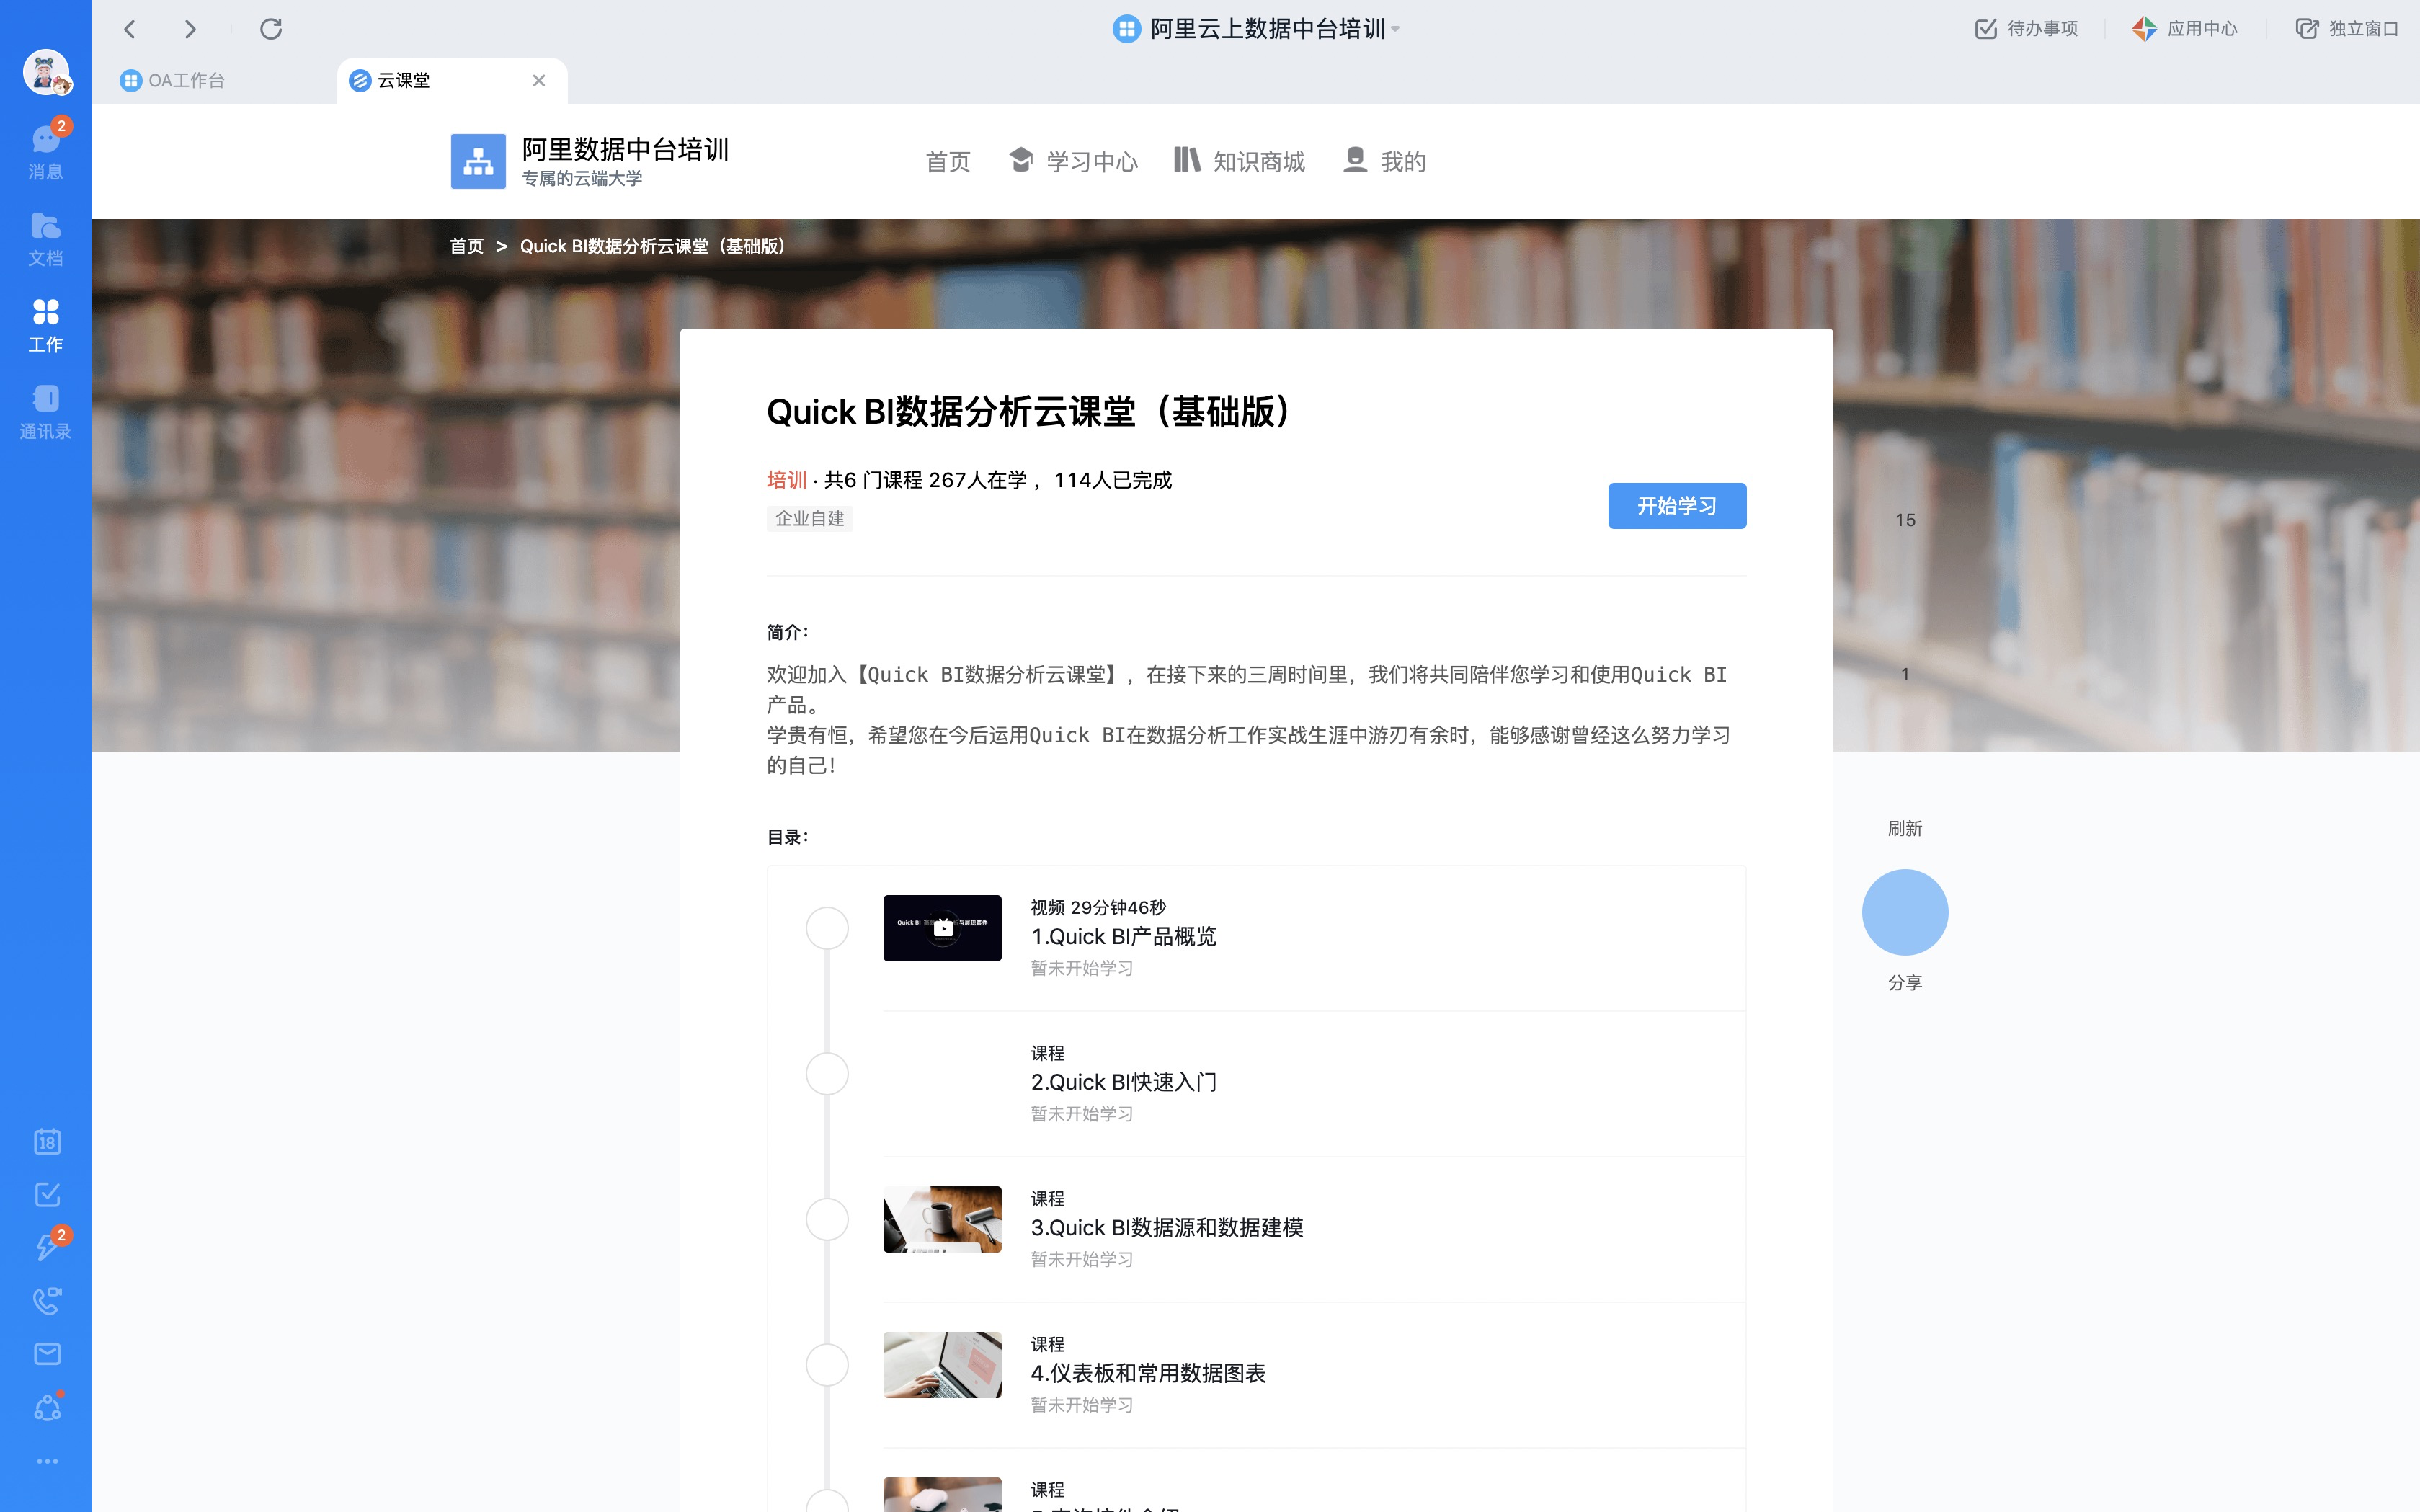 阿里云上数据中台培训
待办事项
应用中心
独立窗口
OA工作台
云课堂
2
消息
文档
工作
通讯录
18
2
阿里数据中台培训
专属的云端大学
首页
学习中心
知识商城
我的
首页 > Quick BI数据分析云课堂（基础版）
Quick BI数据分析云课堂（基础版）
培训 · 共6 门课程 267人在学 ，114人已完成
企业自建
开始学习
简介：
欢迎加入【Quick BI数据分析云课堂】，在接下来的三周时间里，我们将共同陪伴您学习和使用Quick BI
产品。
学贵有恒，希望您在今后运用Quick BI在数据分析工作实战生涯中游刃有余时，能够感谢曾经这么努力学习
的自己！
目录：
视频 29分钟46秒
1.Quick BI产品概览
暂未开始学习
课程
2.Quick BI快速入门
暂未开始学习
课程
3.Quick BI数据源和数据建模
暂未开始学习
课程
4.仪表板和常用数据图表
暂未开始学习
课程
15
1
刷新
分享